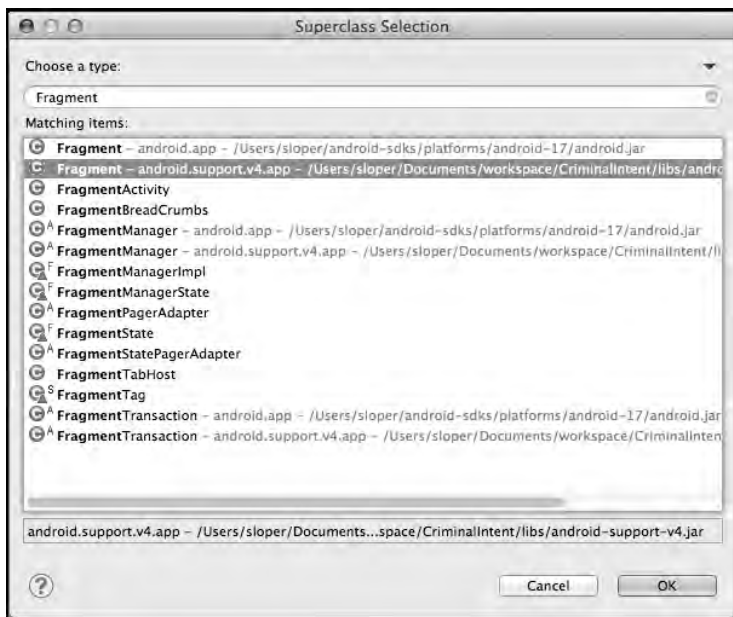 Superclass Selection
Choose a type:
Fragment
Matching items:
C Fragment – android.app – /Users/sloper/android-sdks/platforms/android-17/android.jar
C Fragment – android.support.v4.app – /Users/sloper/Documents/workspace/CriminalIntent/libs/andro
C FragmentActivity
C FragmentBreadCrumbs
C A FragmentManager – android.app – /Users/sloper/android-sdks/platforms/android-17/android.jar
C A FragmentManager – android.support.v4.app – /Users/sloper/Documents/workspace/CriminalIntent/li
C F FragmentManagerImpl
C FragmentManagerState
C A FragmentPagerAdapter
C F FragmentState
C A FragmentStatePagerAdapter
C FragmentTabHost
C S FragmentTag
C A FragmentTransaction – android.app – /Users/sloper/android-sdks/platforms/android-17/android.jar
C A FragmentTransaction – android.support.v4.app – /Users/sloper/Documents/workspace/CriminalInten
android.support.v4.app – /Users/sloper/Documents...space/CriminalIntent/libs/android-support-v4.jar
?
Cancel
OK